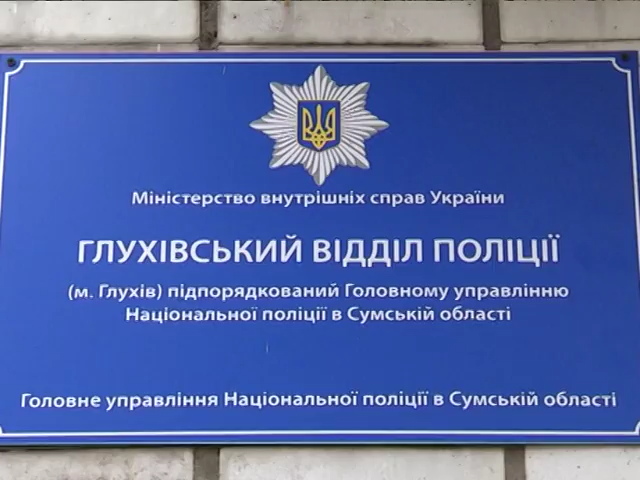 Міністерство внутрішніх справ України
ГЛУХІВСЬКИЙ ВІДДІЛ ПОЛІЦІЇ
(м. Глухів) підпорядкований Головному управлінню
Національної поліції в Сумській області
Головне управління Національної поліції в Сумській області